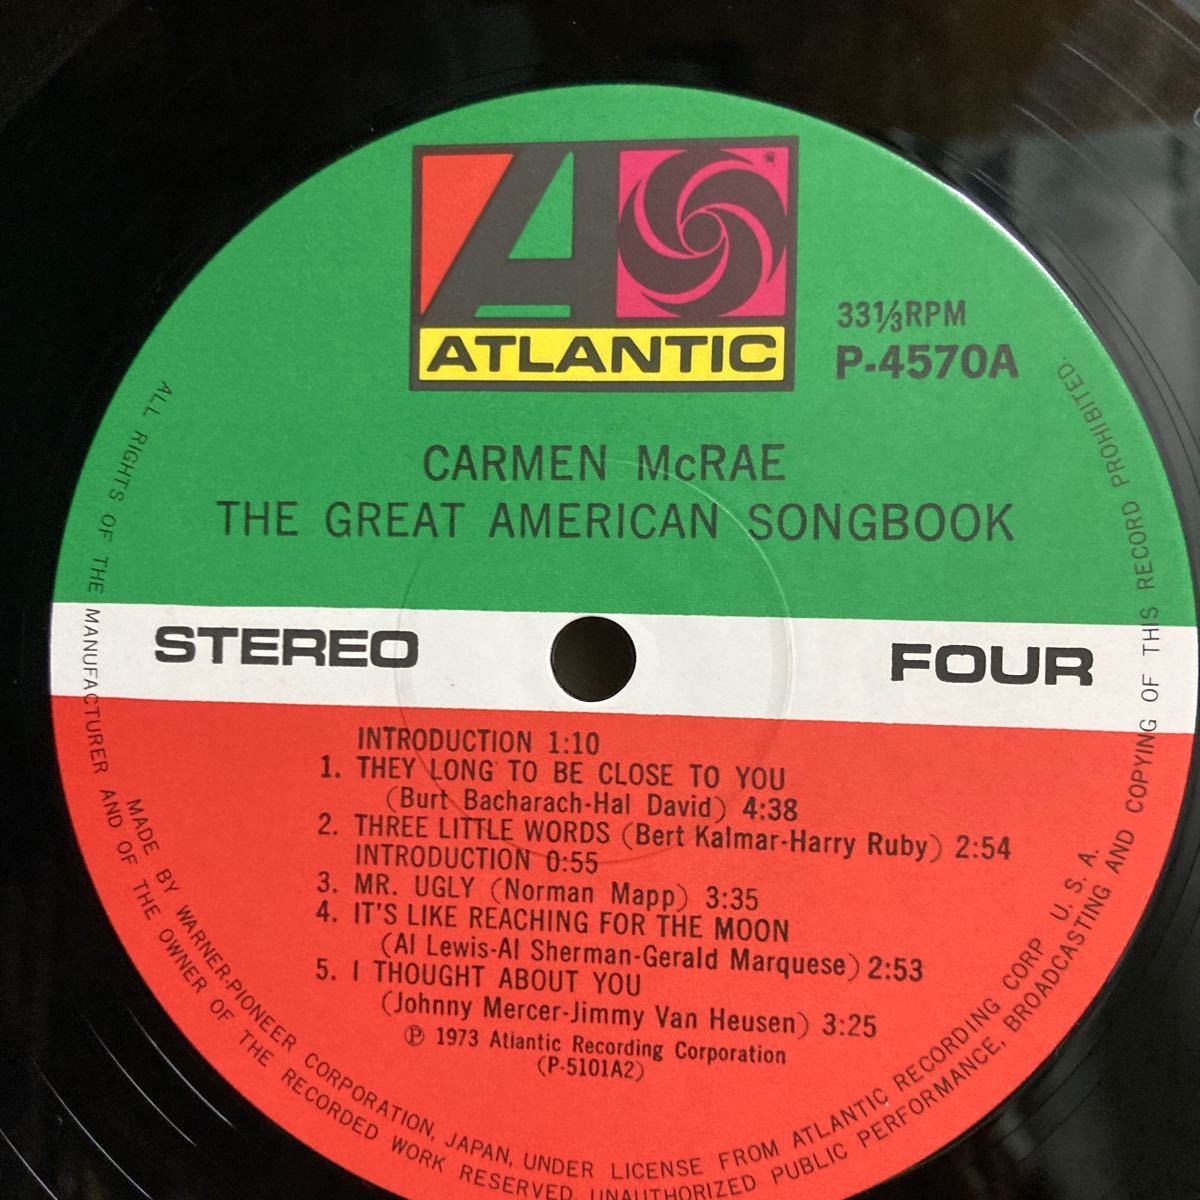 ATLANTIC
®
33⅓RPM
P-4570A
CARMEN McRAE
THE GREAT AMERICAN SONGBOOK
STEREO
FOUR
INTRODUCTION 1:10
1. THEY LONG TO BE CLOSE TO YOU
(Burt Bacharach-Hal David) 4:38
2. THREE LITTLE WORDS (Bert Kalmar-Harry Ruby) 2:54
INTRODUCTION 0:55
3. MR. UGLY (Norman Mapp) 3:35
4. IT'S LIKE REACHING FOR THE MOON
(Al Lewis-Al Sherman-Gerald Marquese) 2:53
5. I THOUGHT ABOUT YOU
(Johnny Mercer-Jimmy Van Heusen) 3:25
℗ 1973 Atlantic Recording Corporation
(P-5101A2)
MADE BY WARNER-PIONEER CORPORATION, JAPAN, UNDER LICENSE FROM ATLANTIC RECORDING CORP U. S. A.
ALL RIGHTS OF THE MANUFACTURER AND OF THE OWNER OF THE RECORDED WORK RESERVED. UNAUTHORIZED PUBLIC PERFORMANCE, BROADCASTING AND COPYING OF THIS RECORD PROHIBITED.